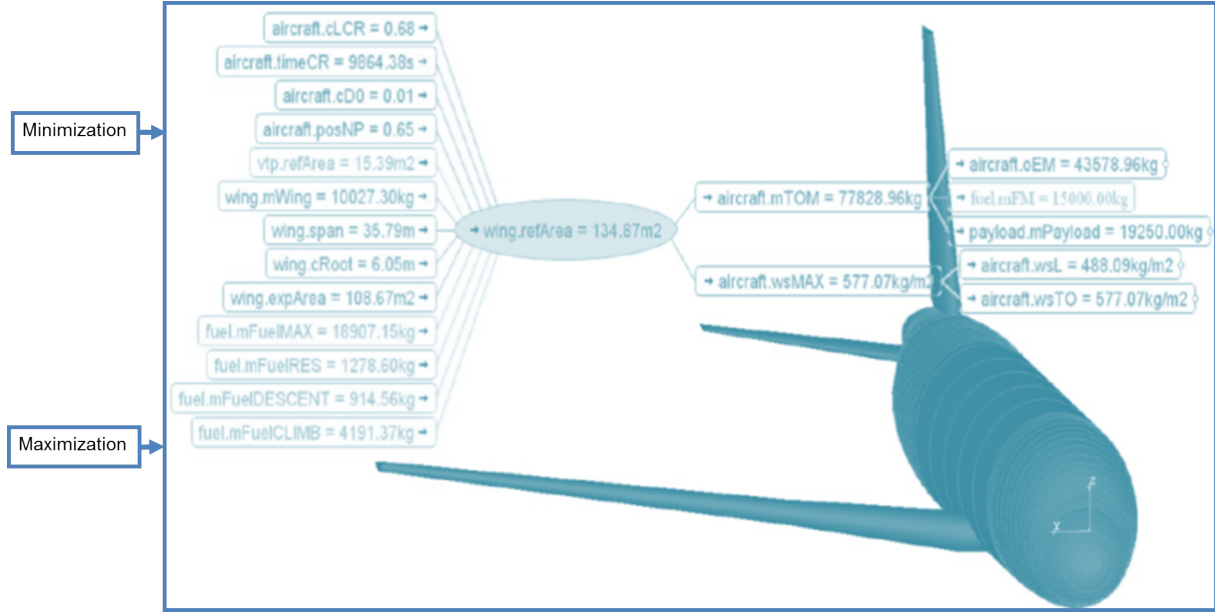 Minimization
Maximization
aircraft.cLCR = 0.68 →
aircraft.timeCR = 9864.38s →
aircraft.cD0 = 0.01 →
aircraft.posNP = 0.65 →
vtp.refArea = 15.39m2 →
wing.mWing = 10027.30kg →
wing.span = 35.79m →
wing.cRoot = 6.05m →
wing.expArea = 108.67m2 →
fuel.mFuelMAX = 18907.15kg →
fuel.mFuelRES = 1278.60kg →
fuel.mFuelDESCENT = 914.56kg →
fuel.mFuelCLIMB = 4191.37kg →
→ wing.refArea = 134.87m2
→ aircraft.mTOM = 77828.96kg
→ aircraft.wsMAX = 577.07kg/m2
→ aircraft.oEM = 43578.96kg
→ fuel.mFM = 15000.00kg
→ payload.mPayload = 19250.00kg
→ aircraft.wsL = 488.09kg/m2
→ aircraft.wsTO = 577.07kg/m2
z
x